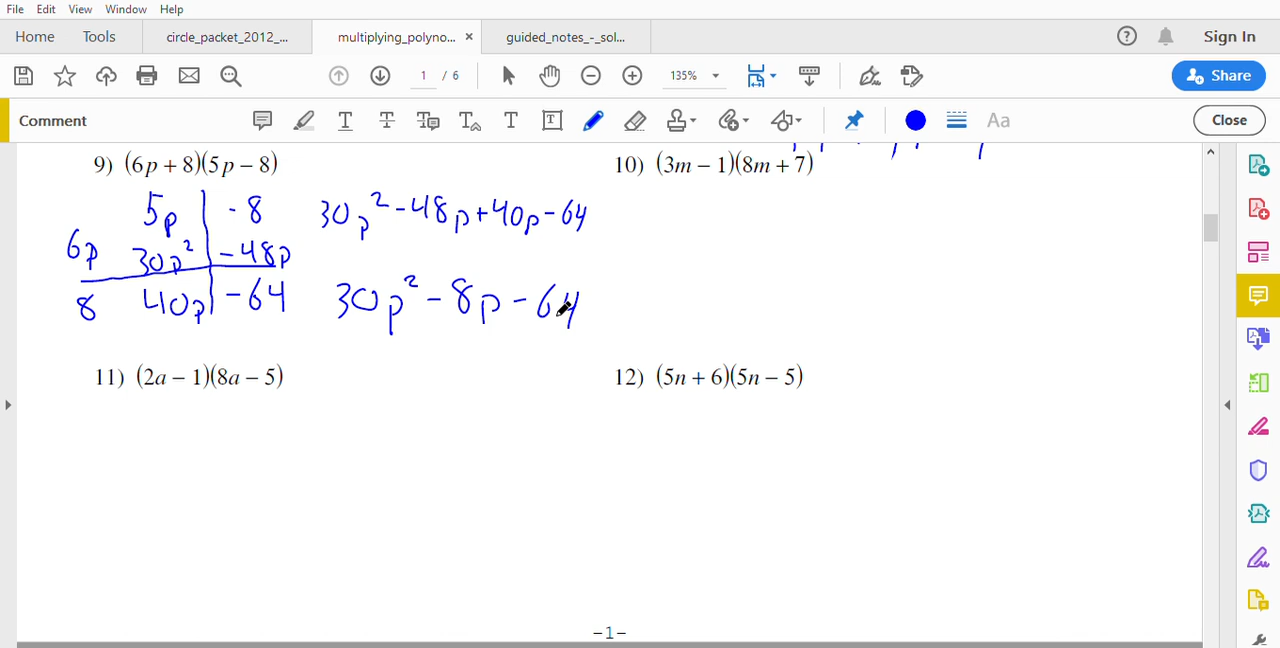 File Edit View Window Help
Home Tools circle_packet_2012_... multiplying_polyno... × guided_notes_-_sol... Sign In
1 / 6 135% Share
Comment Aa Close
9) (6p + 8)(5p − 8) 10) (3m − 1)(8m + 7)
5p -8 30p² -48p+40p-64
6p 30p² -48p
8 40p -64 30p² - 8p - 64
11) (2a − 1)(8a − 5) 12) (5n + 6)(5n − 5)
-1-